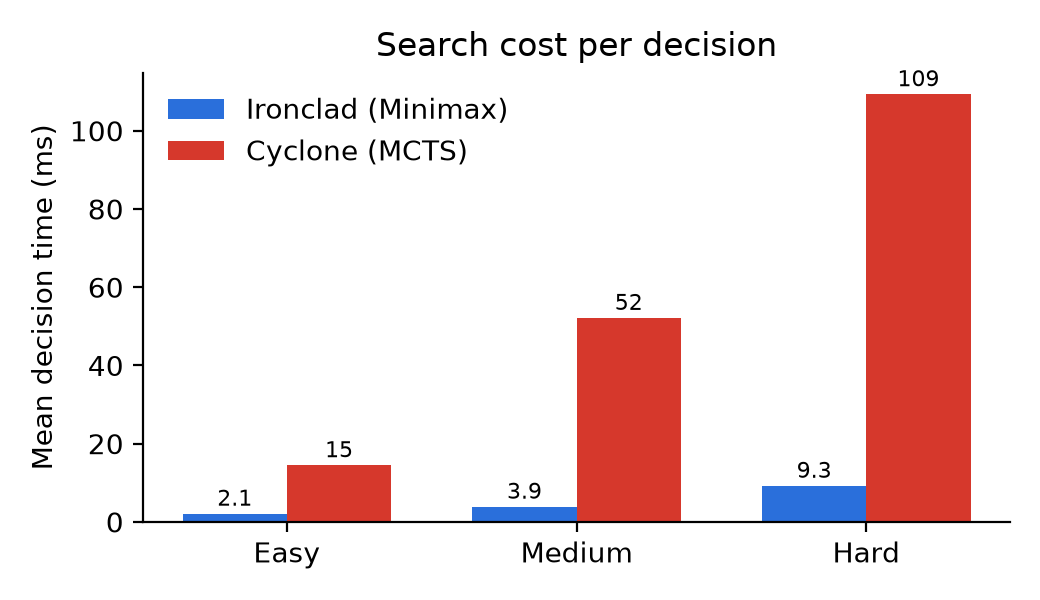 Search cost per decision
Ironclad (Minimax)
Cyclone (MCTS)
Mean decision time (ms)
100
80
60
40
20
0
2.1
15
3.9
52
9.3
109
Easy
Medium
Hard